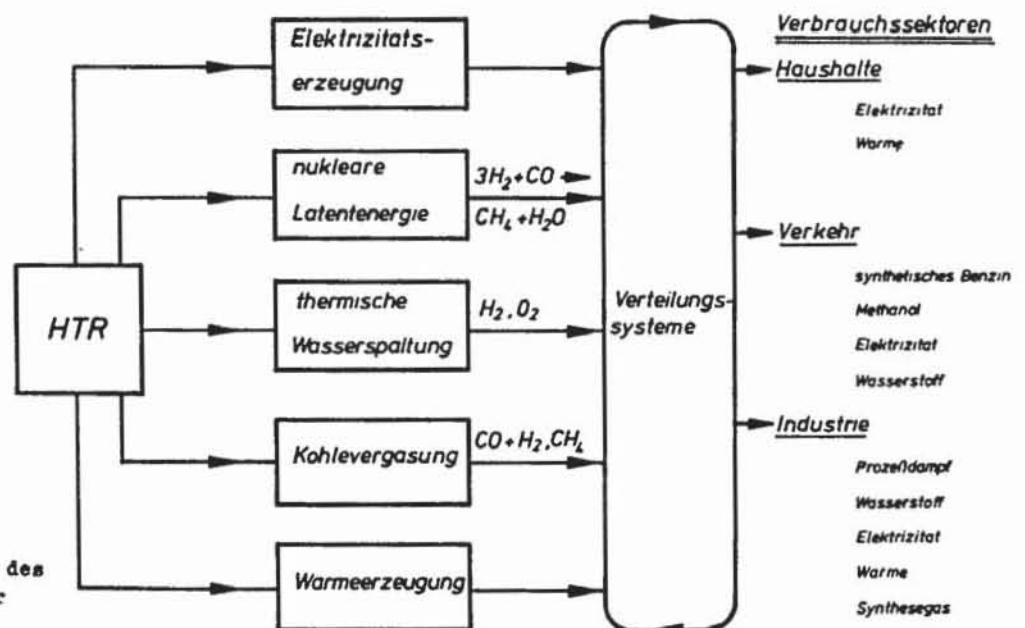 HTR
Elektrizitats-
erzeugung
nukleare
Latentenergie
3H₂+CO
CH₄+H₂O
thermische
Wasserspaltung
H₂,O₂
Kohlevergasung
CO+H₂,CH₄
Warmeerzeugung
Verteilungs-
systeme
Verbrauchssektoren
Haushalte
Elektrizitat
Warme
Verkehr
synthetisches Benzin
Methanol
Elektrizitat
Wasserstoff
Industrie
Prozeßdampf
Wasserstoff
Elektrizitat
Warme
Synthesegas
des